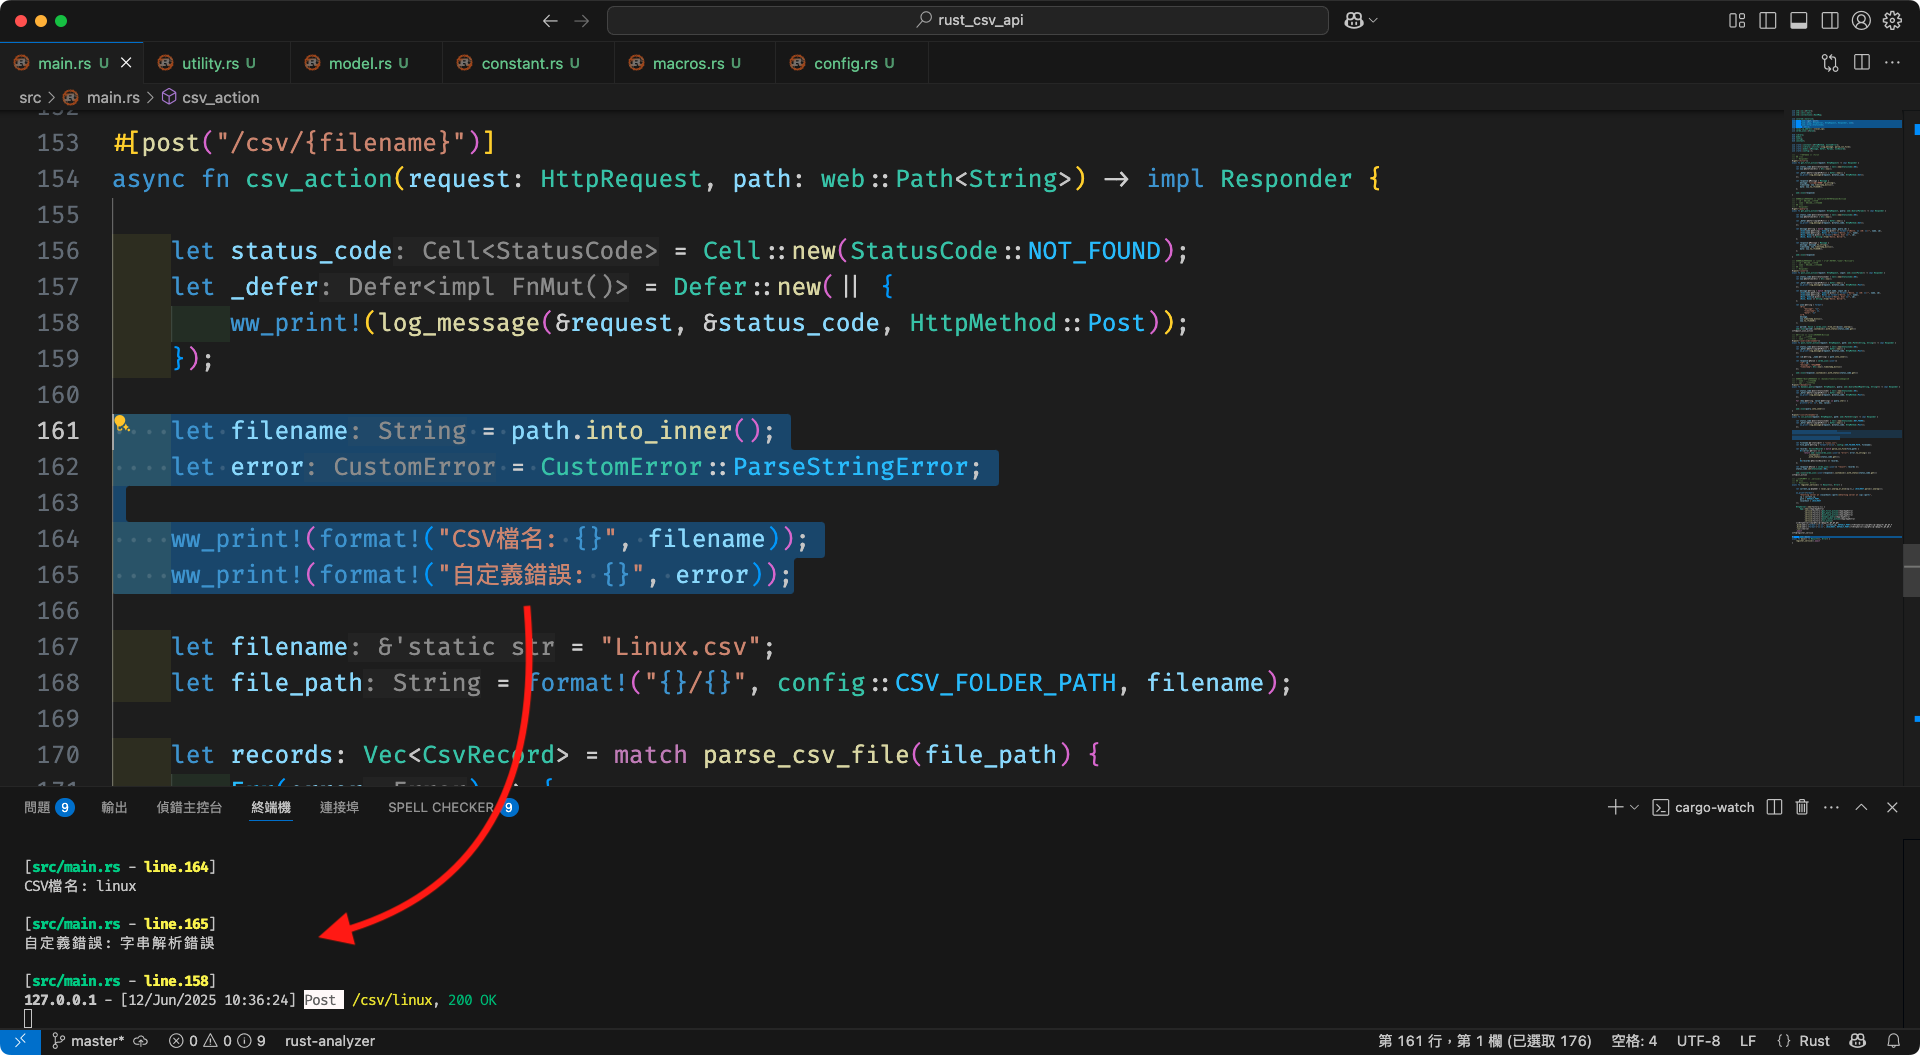 rust_csv_api
main.rs U
utility.rs U
model.rs U
constant.rs U
macros.rs U
config.rs U
src > main.rs > csv_action
153 #[post("/csv/{filename}")]
154 async fn csv_action(request: HttpRequest, path: web::Path<String>) -> impl Responder {
155
156 let status_code: Cell<StatusCode> = Cell::new(StatusCode::NOT_FOUND);
157 let _defer: Defer<impl FnMut()> = Defer::new(|| {
158 ww_print!(log_message(&request, &status_code, HttpMethod::Post));
159 });
160
161 let filename: String = path.into_inner();
162 let error: CustomError = CustomError::ParseStringError;
163
164 ww_print!(format!("CSV檔名: {}", filename));
165 ww_print!(format!("自定義錯誤: {}", error));
166
167 let filename: &'static str = "Linux.csv";
168 let file_path: String = format!("{}/{}", config::CSV_FOLDER_PATH, filename);
169
170 let records: Vec<CsvRecord> = match parse_csv_file(file_path) {
問題 9 輸出 偵錯主控台 終端機 連接埠 SPELL CHECKER 9
cargo-watch
[src/main.rs - line.164]
CSV檔名: linux
[src/main.rs - line.165]
自定義錯誤: 字串解析錯誤
[src/main.rs - line.158]
127.0.0.1 - [12/Jun/2025 10:36:24] Post /csv/linux, 200 OK
master* 0 0 9 rust-analyzer 第 161 行，第 1 欄 (已選取 176) 空格: 4 UTF-8 LF {} Rust